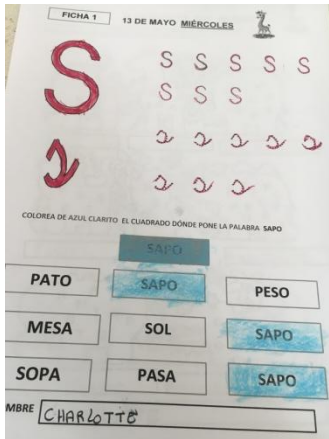 FICHA 1 13 DE MAYO MIÉRCOLES
S S S S S S
S S S
s s s s s s
s s s
COLOREA DE AZUL CLARITO EL CUADRADO DÓNDE PONE LA PALABRA SAPO
SAPO
PATO SAPO PESO
MESA SOL SAPO
SOPA PASA SAPO
MBRE CHARLOTTE